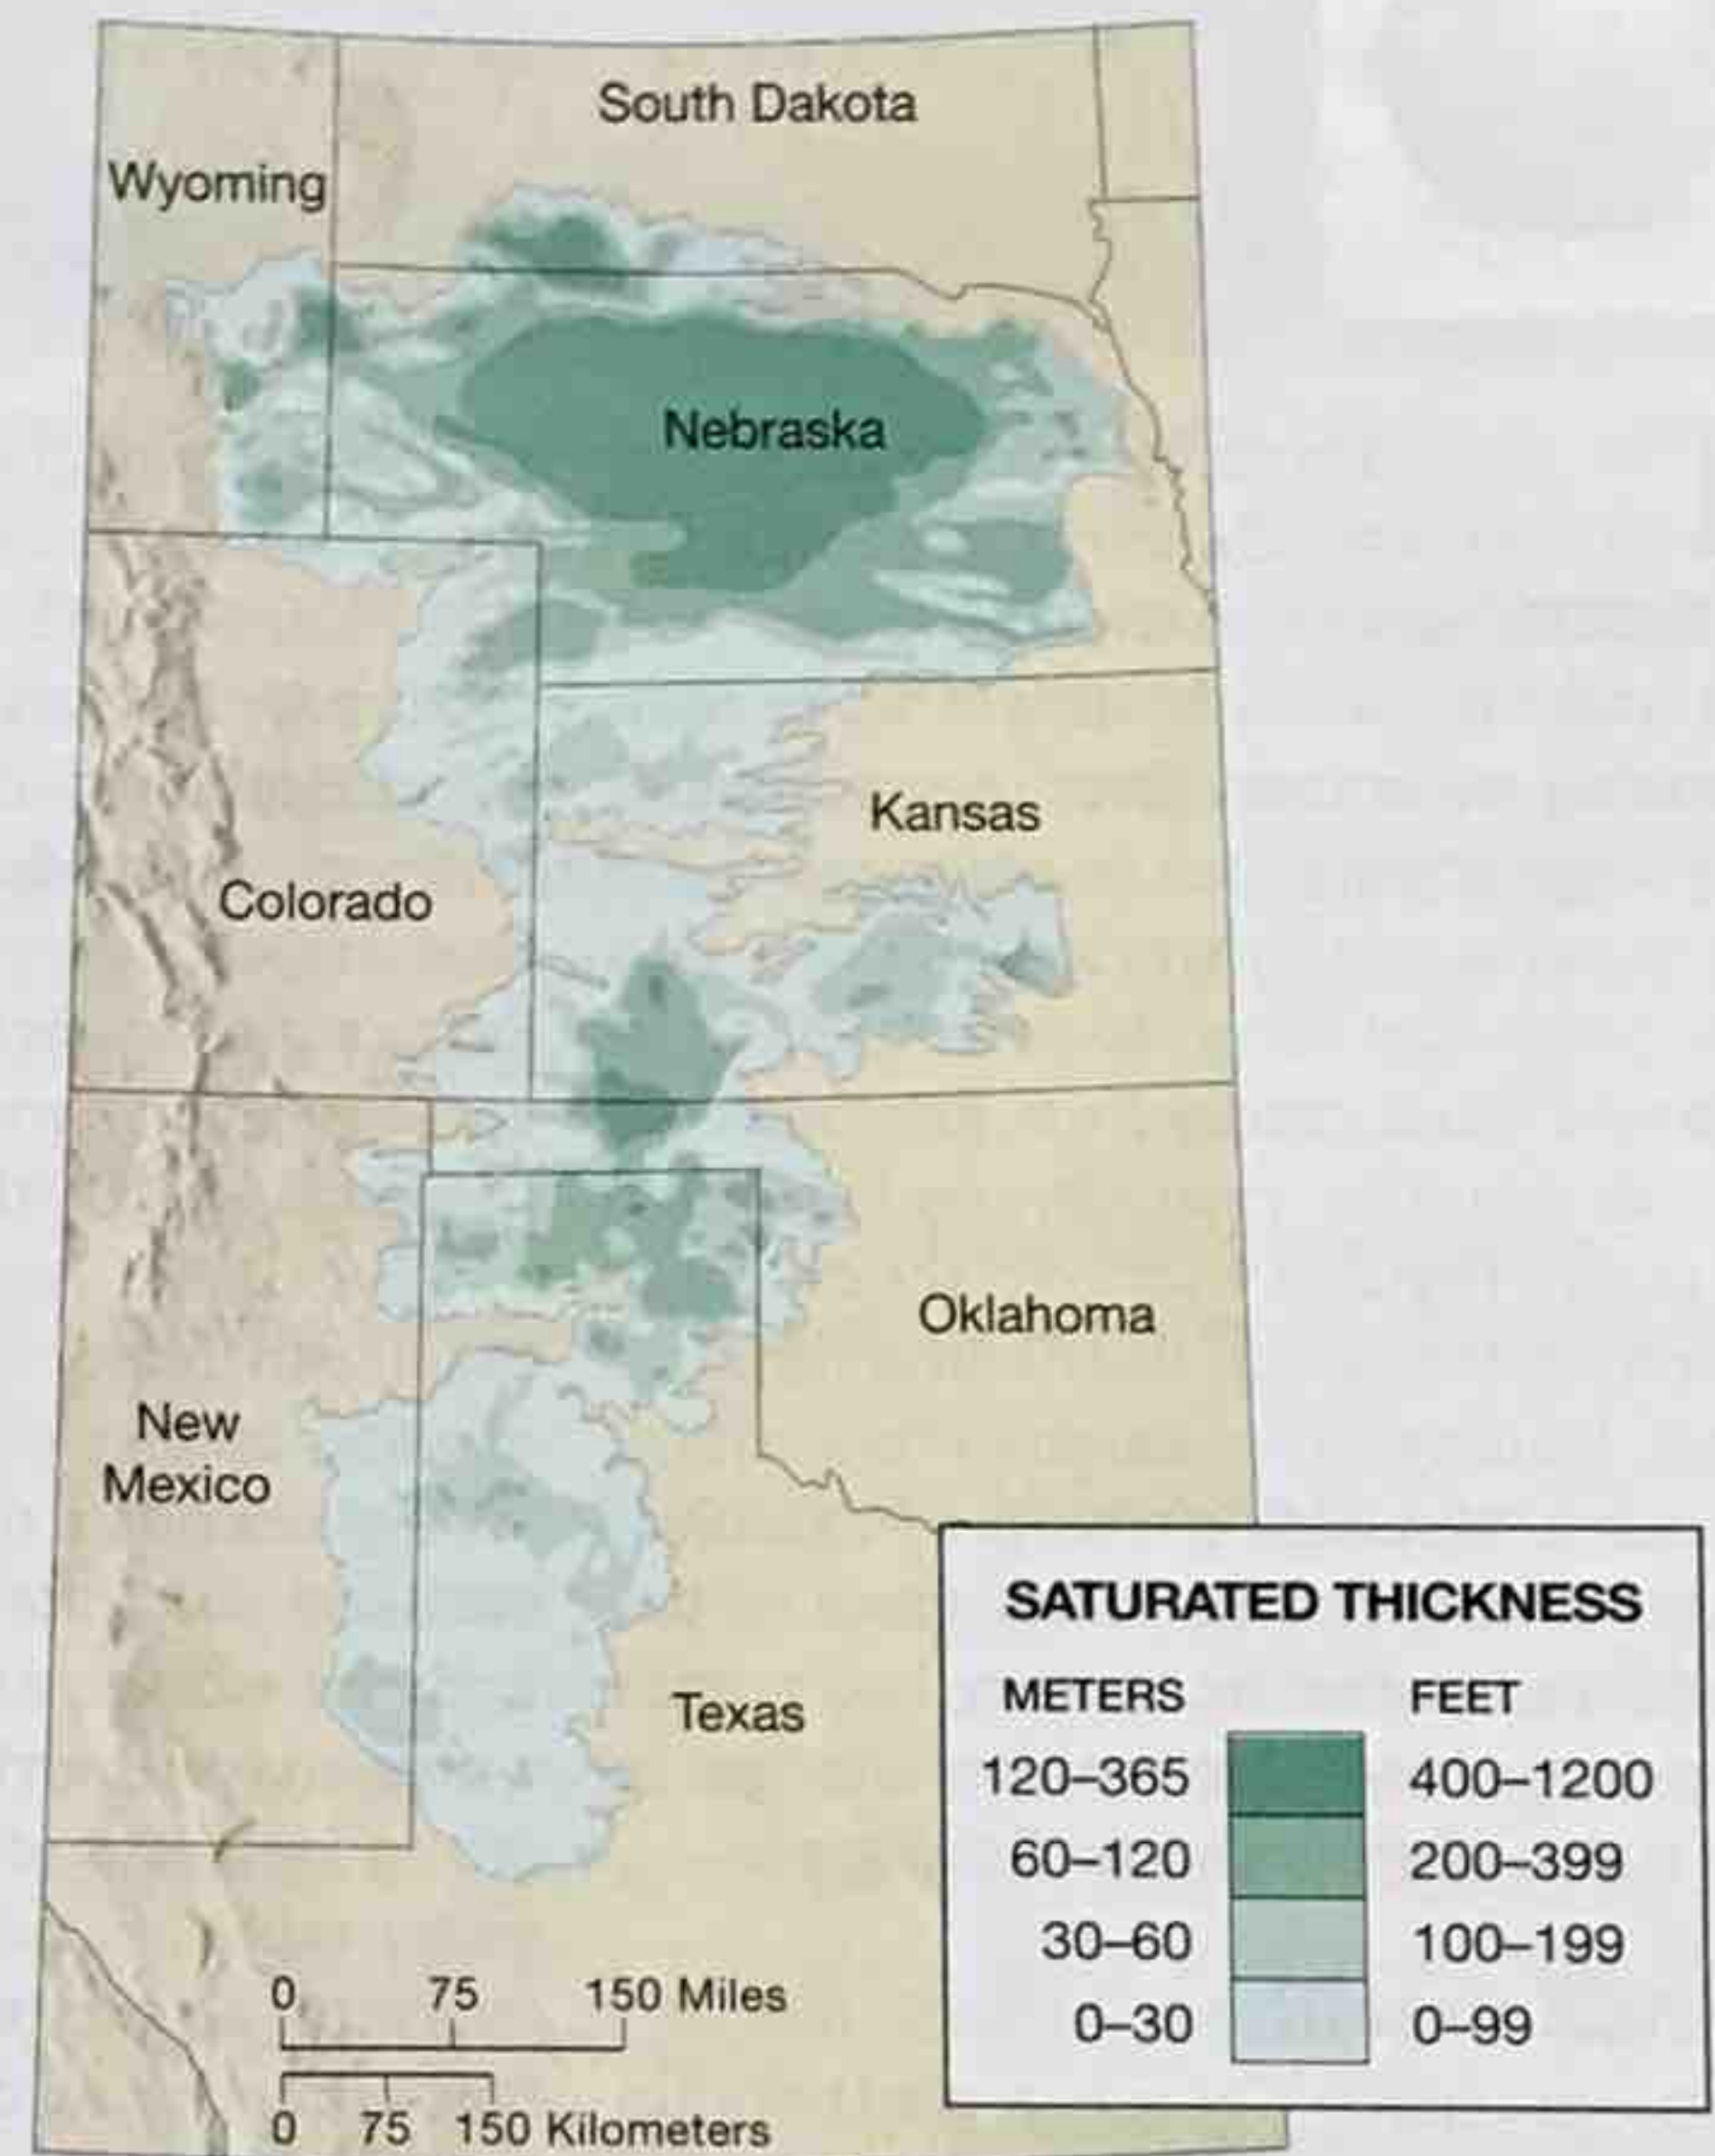 South Dakota
Wyoming
Nebraska
Kansas
Colorado
Oklahoma
New
Mexico
Texas
SATURATED THICKNESS
METERS FEET
120–365 400–1200
60–120 200–399
30–60 100–199
0–30 0–99
0 75 150 Miles
0 75 150 Kilometers